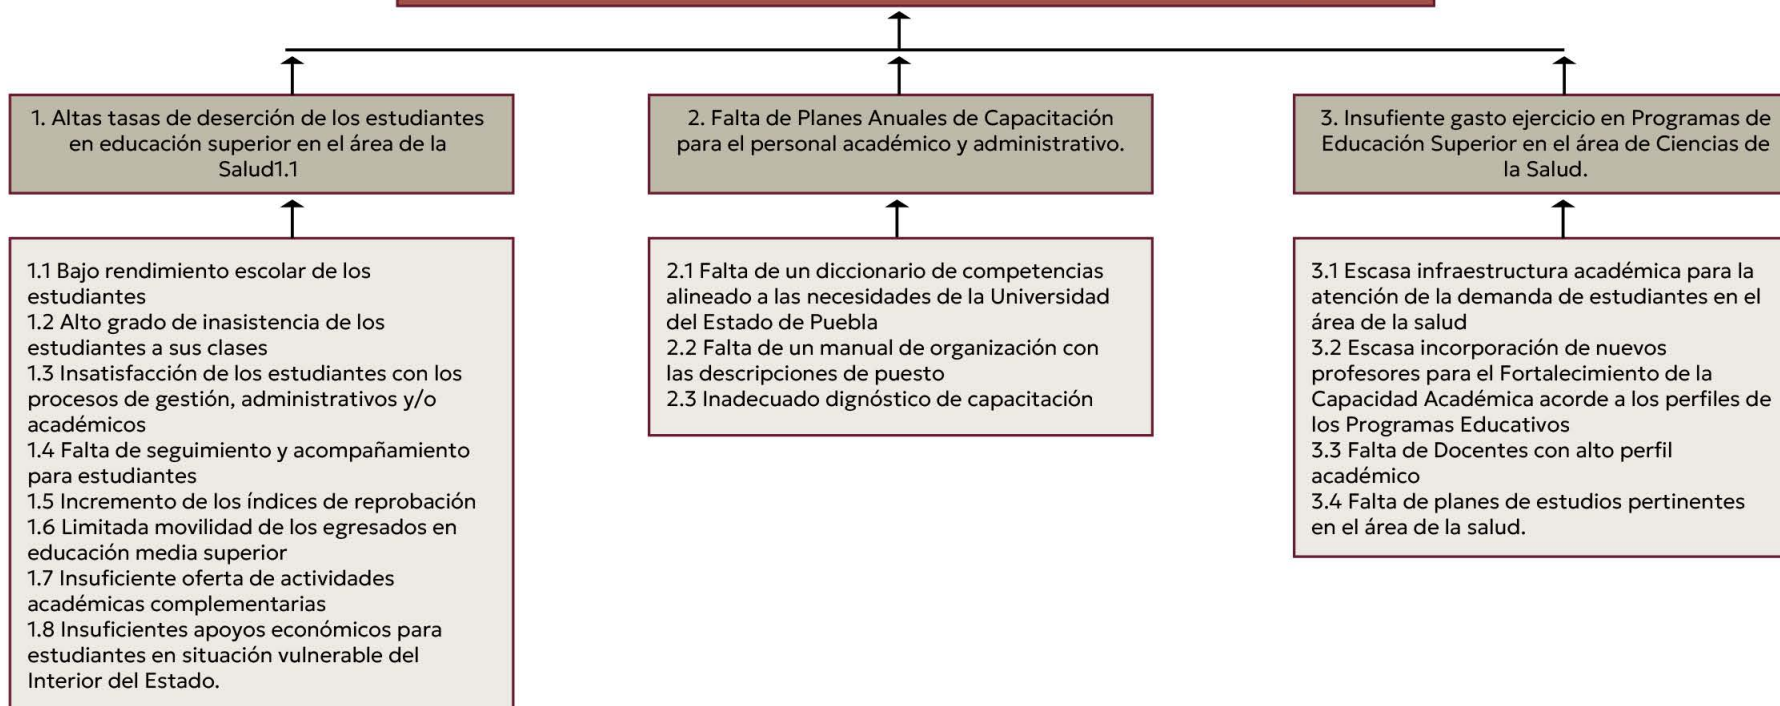 1. Altas tasas de deserción de los estudiantes
en educación superior en el área de la
Salud1.1
2. Falta de Planes Anuales de Capacitación
para el personal académico y administrativo.
3. Insufiente gasto ejercicio en Programas de
Educación Superior en el área de Ciencias de
la Salud.
1.1 Bajo rendimiento escolar de los
estudiantes
1.2 Alto grado de inasistencia de los
estudiantes a sus clases
1.3 Insatisfacción de los estudiantes con los
procesos de gestión, administrativos y/o
académicos
1.4 Falta de seguimiento y acompañamiento
para estudiantes
1.5 Incremento de los índices de reprobación
1.6 Limitada movilidad de los egresados en
educación media superior
1.7 Insuficiente oferta de actividades
académicas complementarias
1.8 Insuficientes apoyos económicos para
estudiantes en situación vulnerable del
Interior del Estado.
2.1 Falta de un diccionario de competencias
alineado a las necesidades de la Universidad
del Estado de Puebla
2.2 Falta de un manual de organización con
las descripciones de puesto
2.3 Inadecuado dignóstico de capacitación
3.1 Escasa infraestructura académica para la
atención de la demanda de estudiantes en el
área de la salud
3.2 Escasa incorporación de nuevos
profesores para el Fortalecimiento de la
Capacidad Académica acorde a los perfiles de
los Programas Educativos
3.3 Falta de Docentes con alto perfil
académico
3.4 Falta de planes de estudios pertinentes
en el área de la salud.